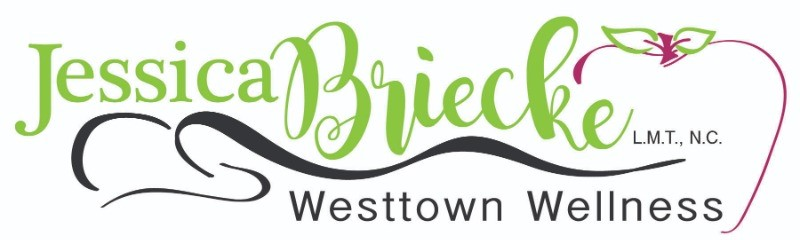 Jessica Briecke
L.M.T., N.C.
Westtown Wellness